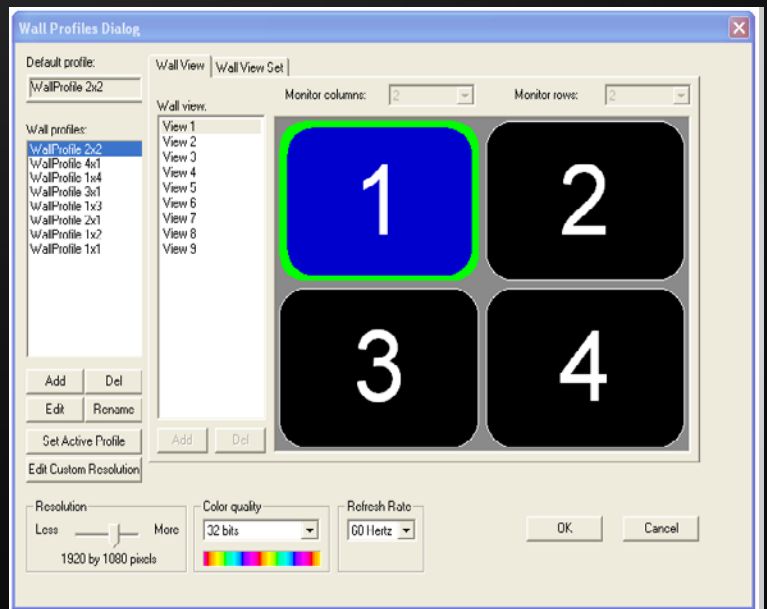 Wall Profiles Dialog
Default profile:
WallProfile 2x2
Wall profiles:
WallProfile 2x2
WallProfile 4x1
WallProfile 1x4
WallProfile 3x1
WallProfile 1x3
WallProfile 2x1
WallProfile 1x2
WallProfile 1x1
Add Del
Edit Rename
Set Active Profile
Edit Custom Resolution
Wall View Wall View Set
Wall view:
View 1
View 2
View 3
View 4
View 5
View 6
View 7
View 8
View 9
Add Del
Monitor columns: 2 Monitor rows: 2
1 2
3 4
Resolution
Less More
1920 by 1080 pixels
Color quality
32 bits
Refresh Rate
60 Hertz
OK Cancel